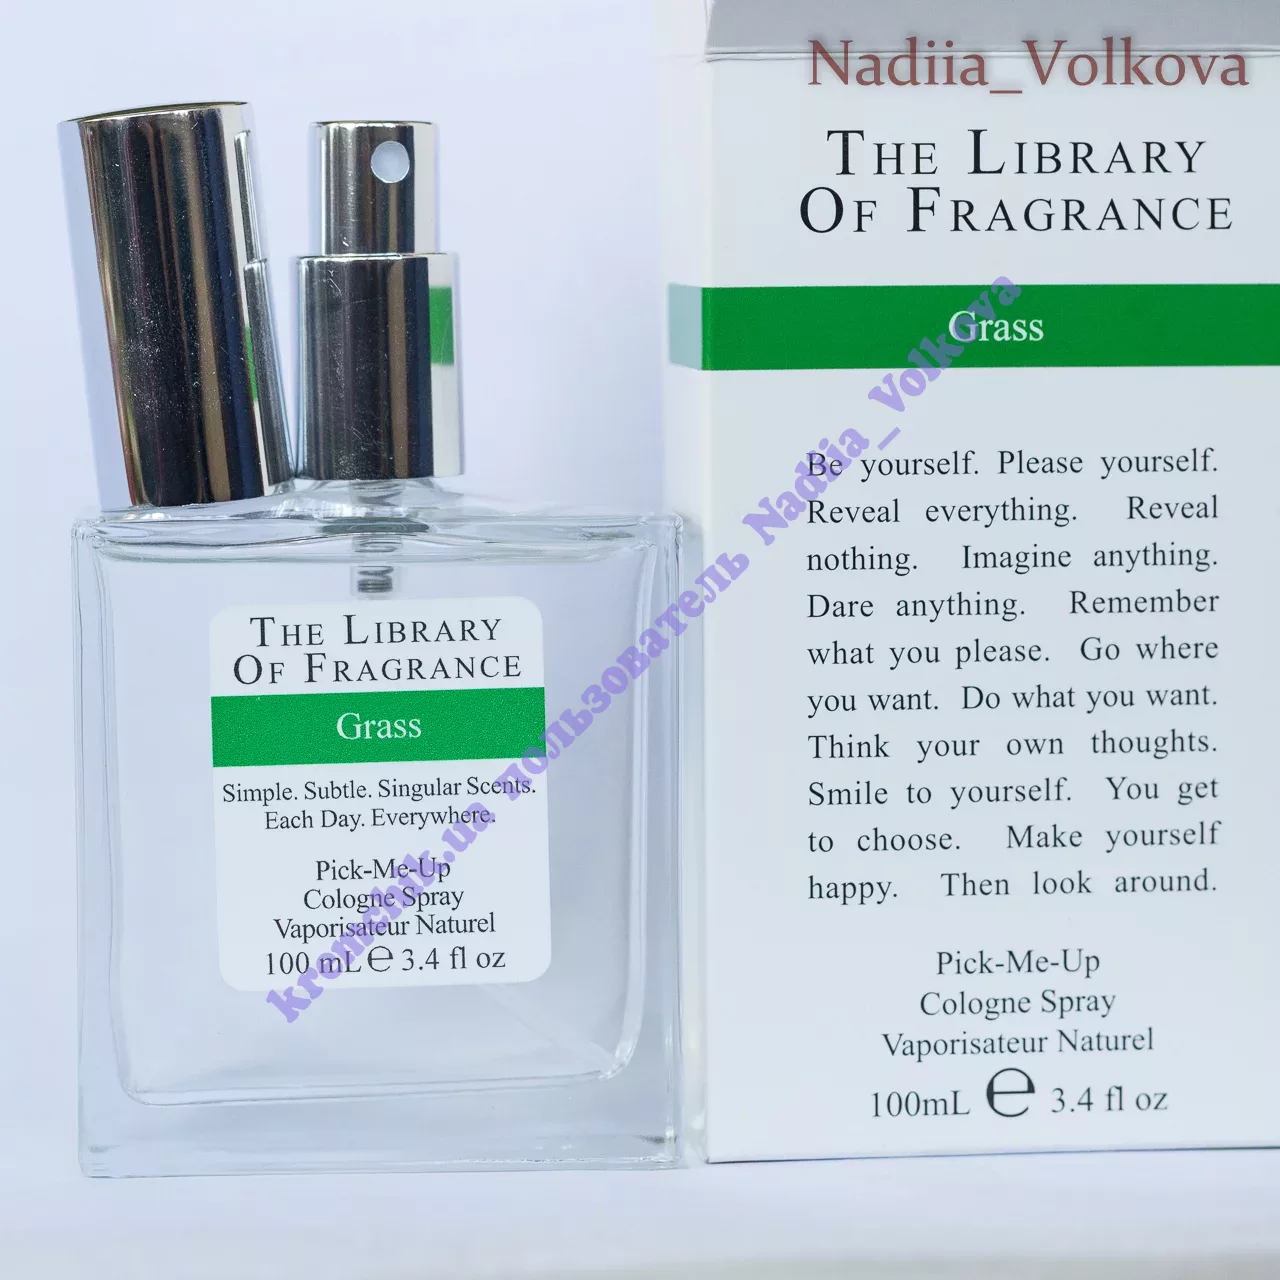 Nadiia_Volkova
THE LIBRARY
OF FRAGRANCE
Grass
Be yourself. Please yourself.
Reveal everything. Reveal
nothing. Imagine anything.
Dare anything. Remember
what you please. Go where
you want. Do what you want.
Think your own thoughts.
Smile to yourself. You get
to choose. Make yourself
happy. Then look around.
Pick-Me-Up
Cologne Spray
Vaporisateur Naturel
100mL e 3.4 fl oz
THE LIBRARY
OF FRAGRANCE
Grass
Simple. Subtle. Singular Scents.
Each Day. Everywhere.
Pick-Me-Up
Cologne Spray
Vaporisateur Naturel
100 mL e 3.4 fl oz
kremchik.ua пользователь Nadiia_Volkova